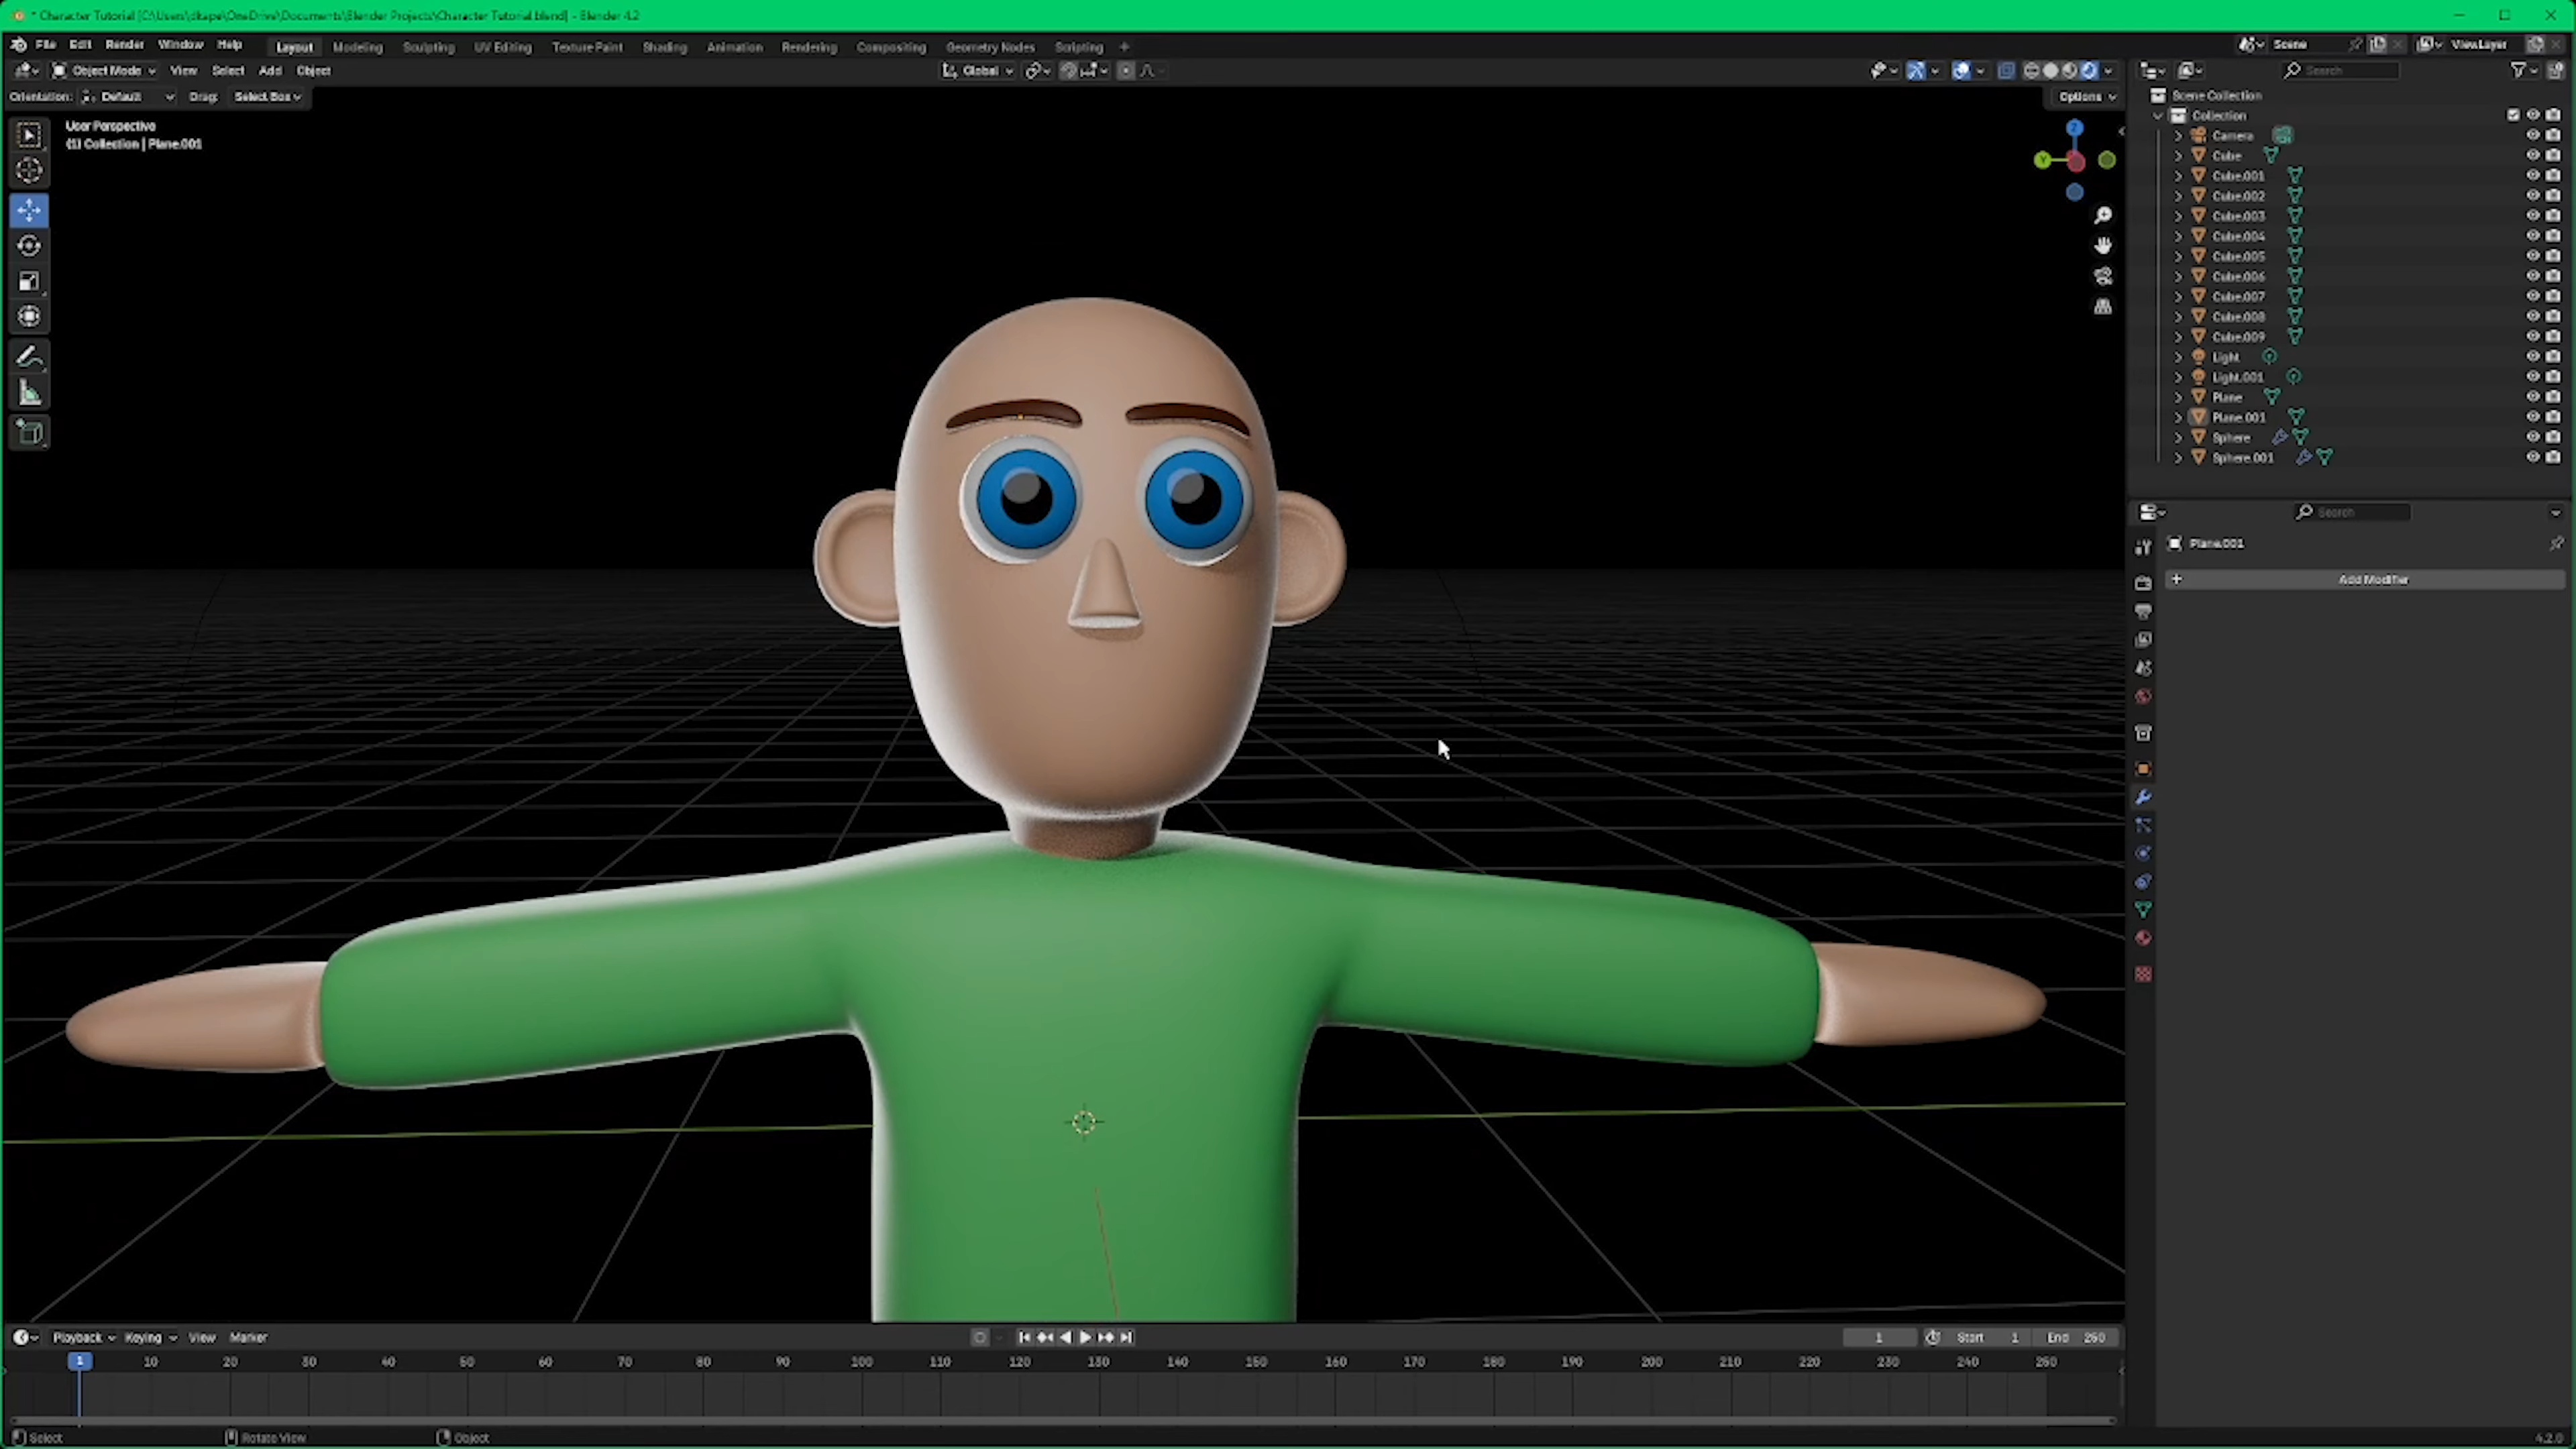 * Character Tutorial [C:\Users\dkape\OneDrive\Documents\Blender Projects\Character Tutorial.blend] - Blender 4.2
File Edit Render Window Help Layout Modeling Sculpting UV Editing Texture Paint Shading Animation Rendering Compositing Geometry Nodes Scripting + Scene ViewLayer
Object Mode View Select Add Object Global Search
Orientation: Default Drag: Select Box Options
User Perspective
(1) Collection | Plane.001
Z
Y
Scene Collection
Collection
Camera
Cube
Cube.001
Cube.002
Cube.003
Cube.004
Cube.005
Cube.006
Cube.007
Cube.008
Cube.009
Light
Light.001
Plane
Plane.001
Sphere
Sphere.001
Search
Plane.001
+ Add Modifier
Playback Keying View Marker 1 Start 1 End 250
1 10 20 30 40 50 60 70 80 90 100 110 120 130 140 150 160 170 180 190 200 210 220 230 240 250
Select Rotate View Object 4.2.0